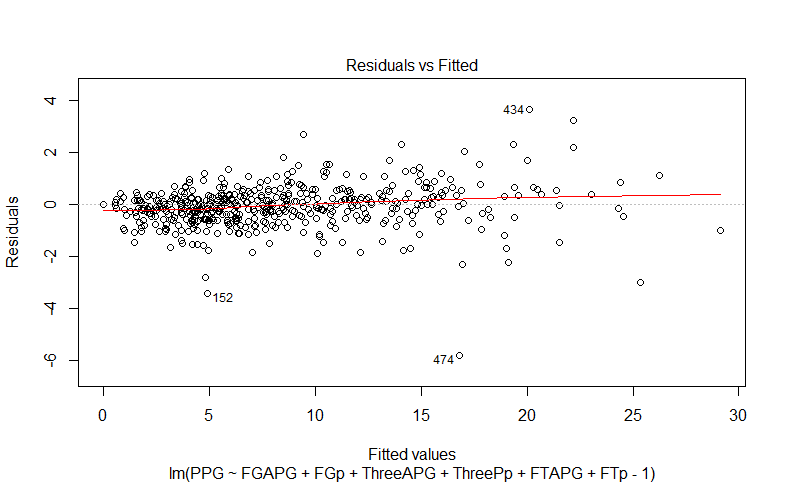 Residuals vs Fitted
Residuals
4
2
0
-2
-4
-6
434
152
474
0 5 10 15 20 25 30
Fitted values
lm(PPG ~ FGAPG + FGp + ThreeAPG + ThreePp + FTAPG + FTp - 1)